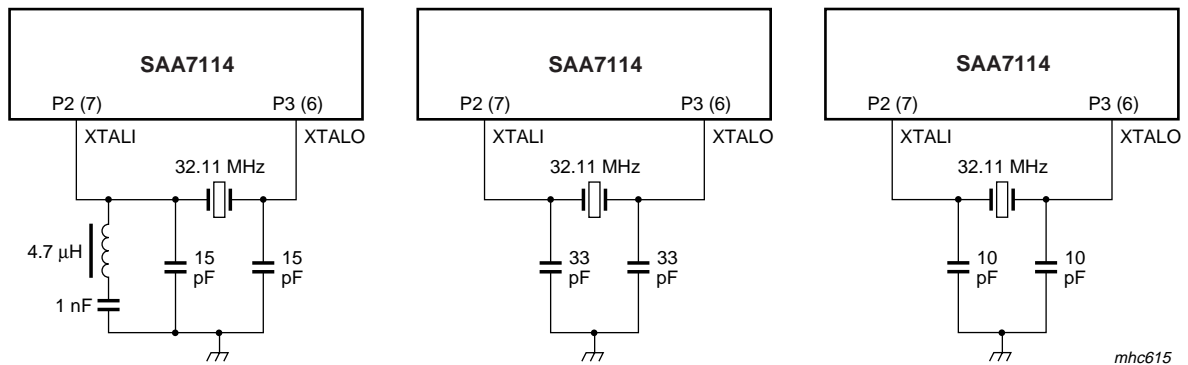 SAA7114
P2 (7)
P3 (6)
XTALI
XTALO
32.11 MHz
4.7 μH
15
pF
15
pF
1 nF
SAA7114
P2 (7)
P3 (6)
XTALI
XTALO
32.11 MHz
33
pF
33
pF
SAA7114
P2 (7)
P3 (6)
XTALI
XTALO
32.11 MHz
10
pF
10
pF
mhc615